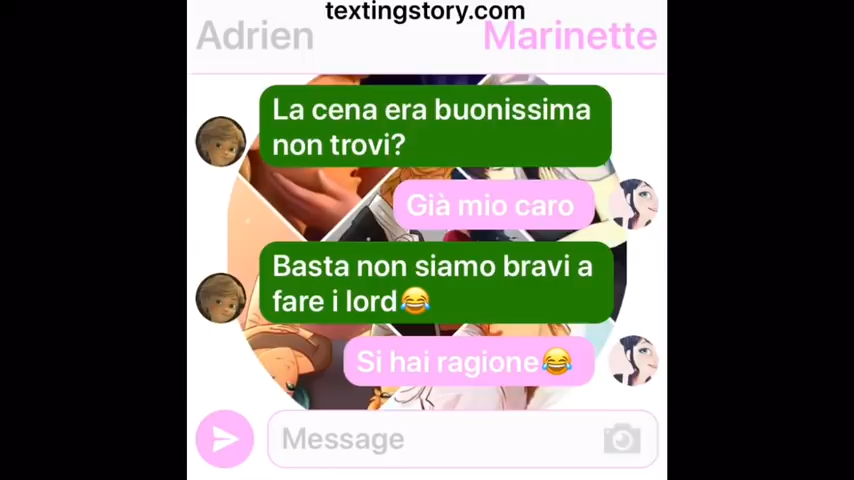 textingstory.com
Adrien
Marinette
La cena era buonissima
non trovi?
Già mio caro
Basta non siamo bravi a
fare i lord😂
Si hai ragione😂
Message